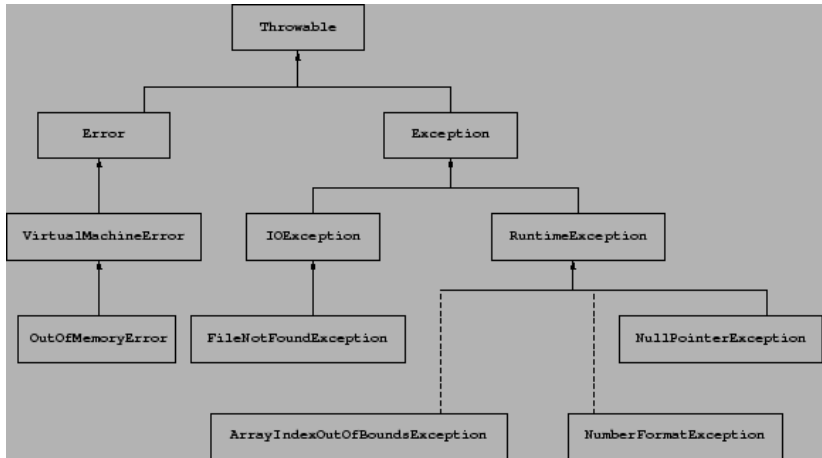 Throwable
Error
Exception
VirtualMachineError
IOException
RuntimeException
OutOfMemoryError
FileNotFoundException
NullPointerException
ArrayIndexOutOfBoundsException
NumberFormatException